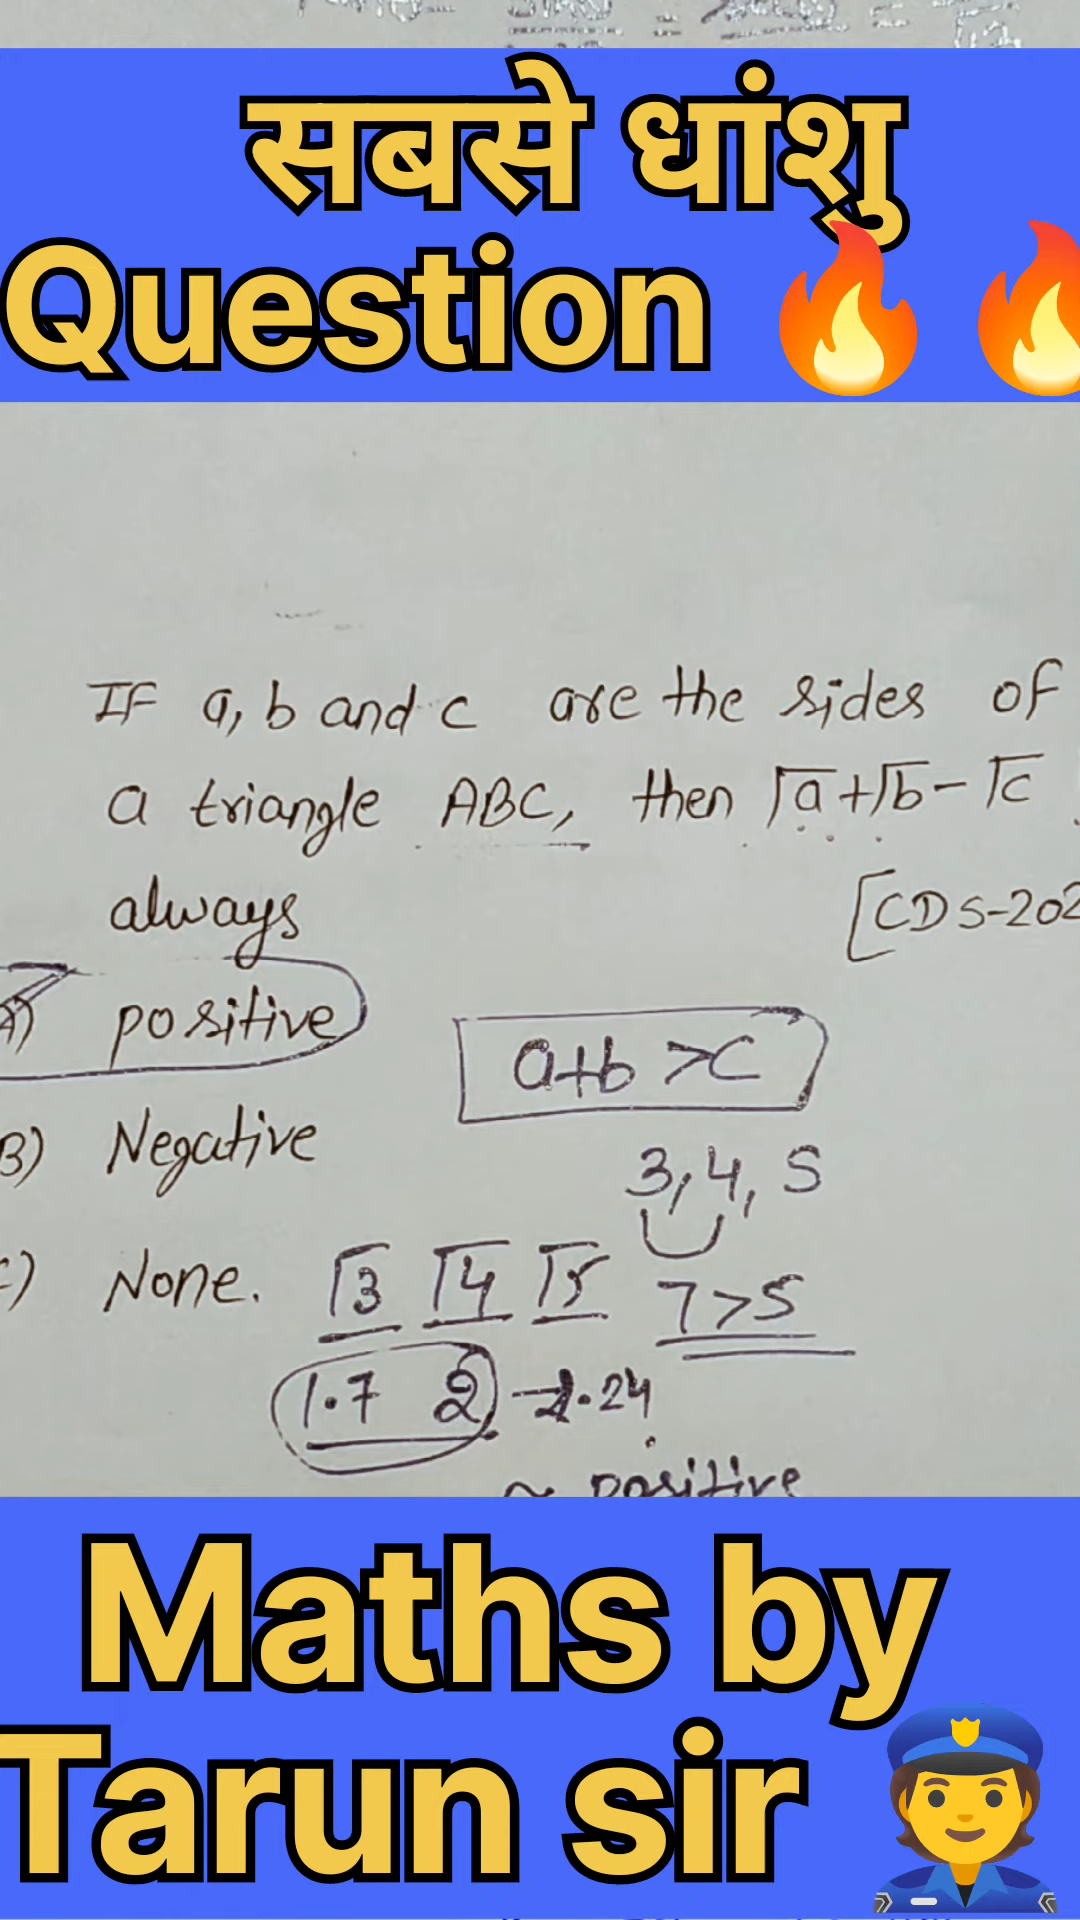 सबसे धांशु
Question 🔥🔥
IF a, b and c are the sides of
a triangle ABC, then √a+√b-√c
always
[CDS-202
A) positive
a+b >c
B) Negative
3, 4, 5
C) None. √3 √4 √5 7>5
1.7 2 - 2.24
positive
Maths by
Tarun sir